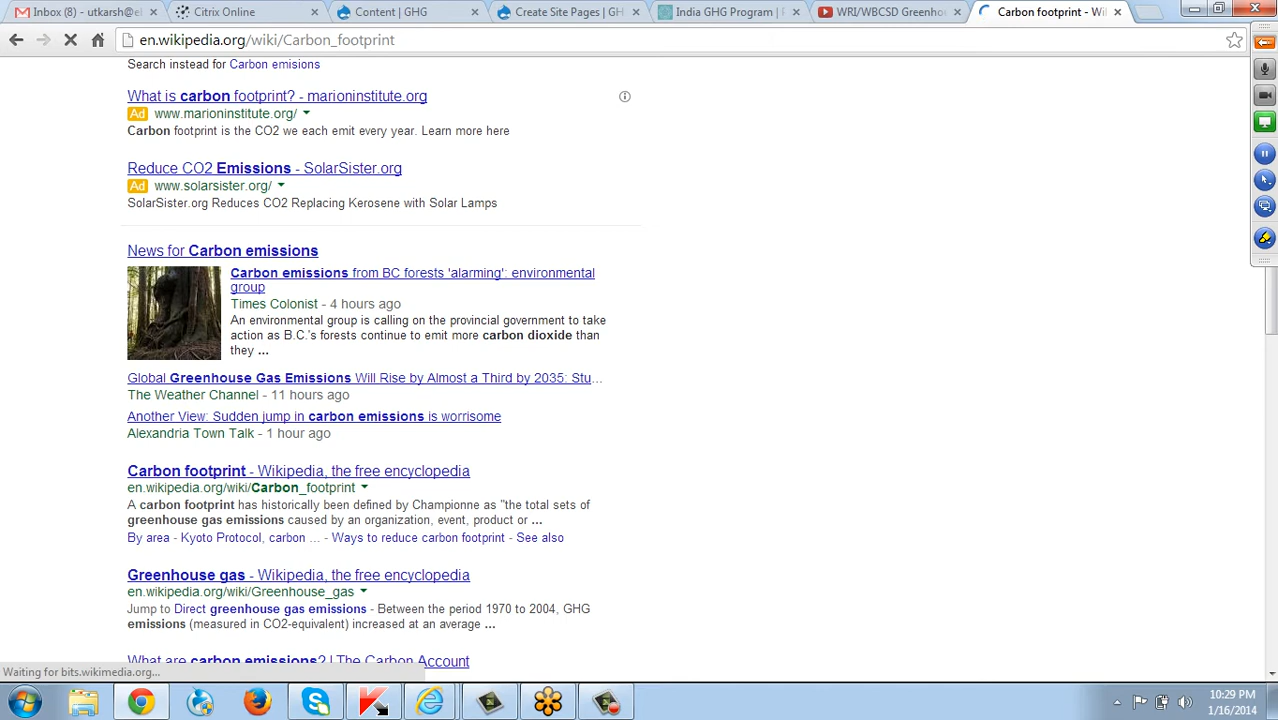 Inbox (8) - utkarsh@el
Citrix Online
Content | GHG
Create Site Pages | GH
India GHG Program | P
WRI/WBCSD Greenho
Carbon footprint - Wil
en.wikipedia.org/wiki/Carbon_footprint
Search instead for Carbon emisions
What is carbon footprint? - marioninstitute.org
Ad www.marioninstitute.org/
Carbon footprint is the CO2 we each emit every year. Learn more here
Reduce CO2 Emissions - SolarSister.org
Ad www.solarsister.org/
SolarSister.org Reduces CO2 Replacing Kerosene with Solar Lamps
News for Carbon emissions
Carbon emissions from BC forests 'alarming': environmental
group
Times Colonist - 4 hours ago
An environmental group is calling on the provincial government to take
action as B.C.'s forests continue to emit more carbon dioxide than
they ...
Global Greenhouse Gas Emissions Will Rise by Almost a Third by 2035: Stu...
The Weather Channel - 11 hours ago
Another View: Sudden jump in carbon emissions is worrisome
Alexandria Town Talk - 1 hour ago
Carbon footprint - Wikipedia, the free encyclopedia
en.wikipedia.org/wiki/Carbon_footprint
A carbon footprint has historically been defined by Championne as "the total sets of
greenhouse gas emissions caused by an organization, event, product or ...
By area - Kyoto Protocol, carbon ... - Ways to reduce carbon footprint - See also
Greenhouse gas - Wikipedia, the free encyclopedia
en.wikipedia.org/wiki/Greenhouse_gas
Jump to Direct greenhouse gas emissions - Between the period 1970 to 2004, GHG
emissions (measured in CO2-equivalent) increased at an average ...
What are carbon emissions? | The Carbon Account
Waiting for bits.wikimedia.org...
10:29 PM
1/16/2014